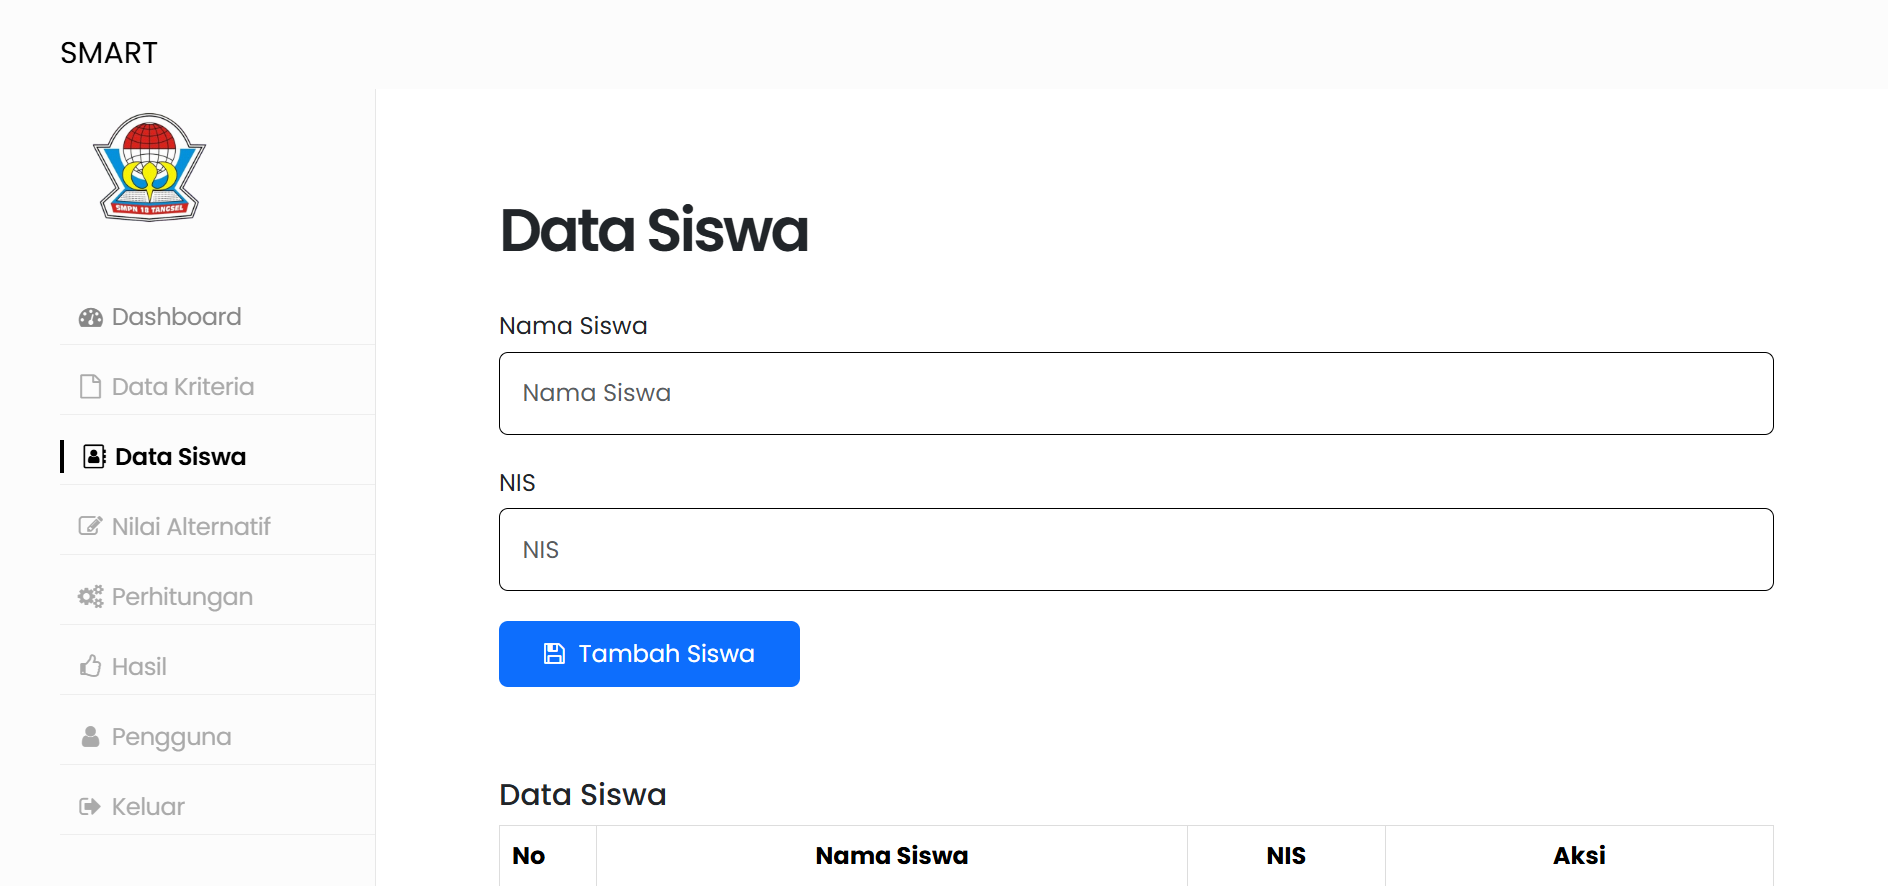 SMART
SMPN 18 TANGSEL
Dashboard
Data Kriteria
Data Siswa
Nilai Alternatif
Perhitungan
Hasil
Pengguna
Keluar
Data Siswa
Nama Siswa
Nama Siswa
NIS
NIS
Tambah Siswa
Data Siswa
No Nama Siswa NIS Aksi